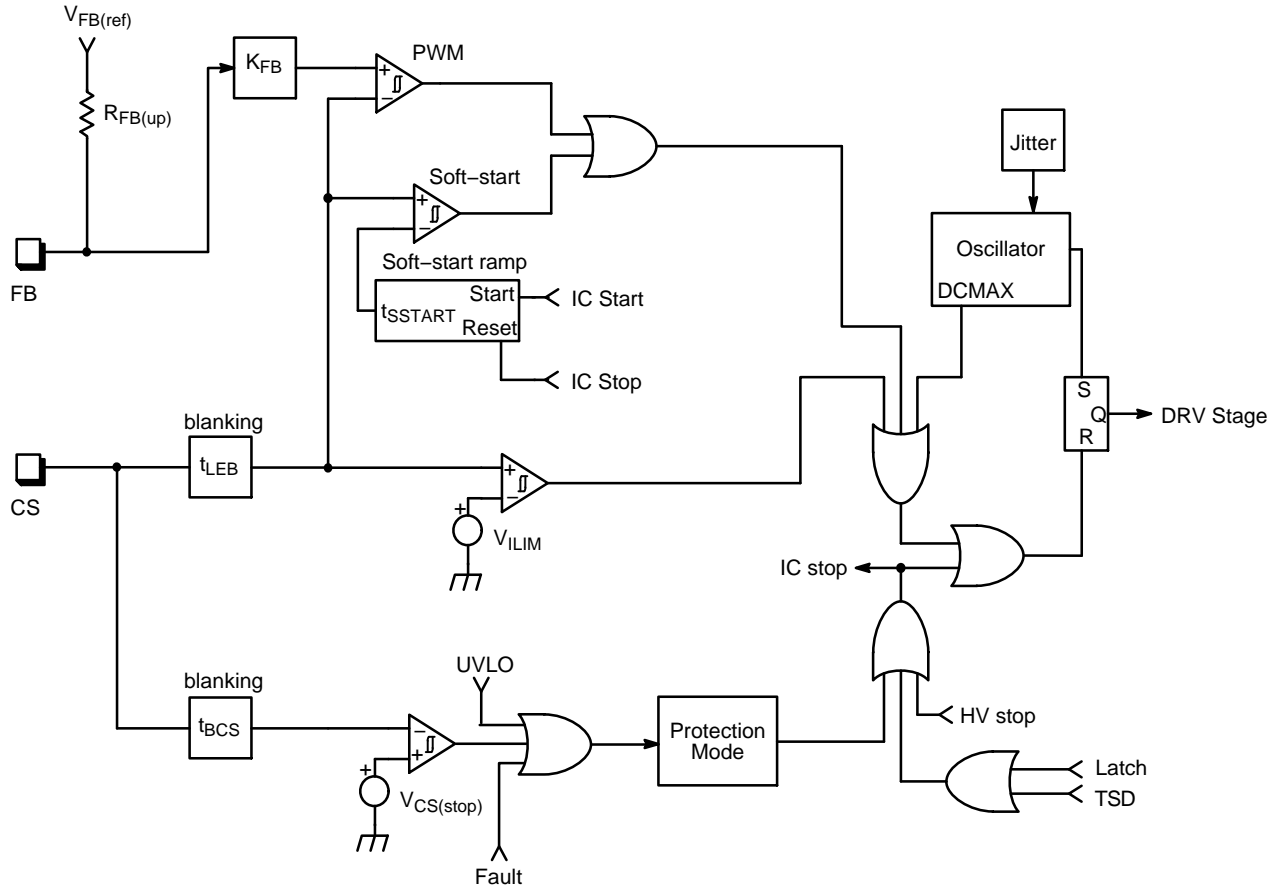 VFB(ref)
KFB
PWM
+
−
RFB(up)
Jitter
Soft−start
+
−
Oscillator
DCMAX
FB
Soft−start ramp
Start
tSSTART
Reset
IC Start
IC Stop
S
Q
R
DRV Stage
blanking
tLEB
CS
+
−
+
VILIM
IC stop
UVLO
blanking
tBCS
−
+
+
VCS(stop)
Protection
Mode
HV stop
Latch
TSD
Fault